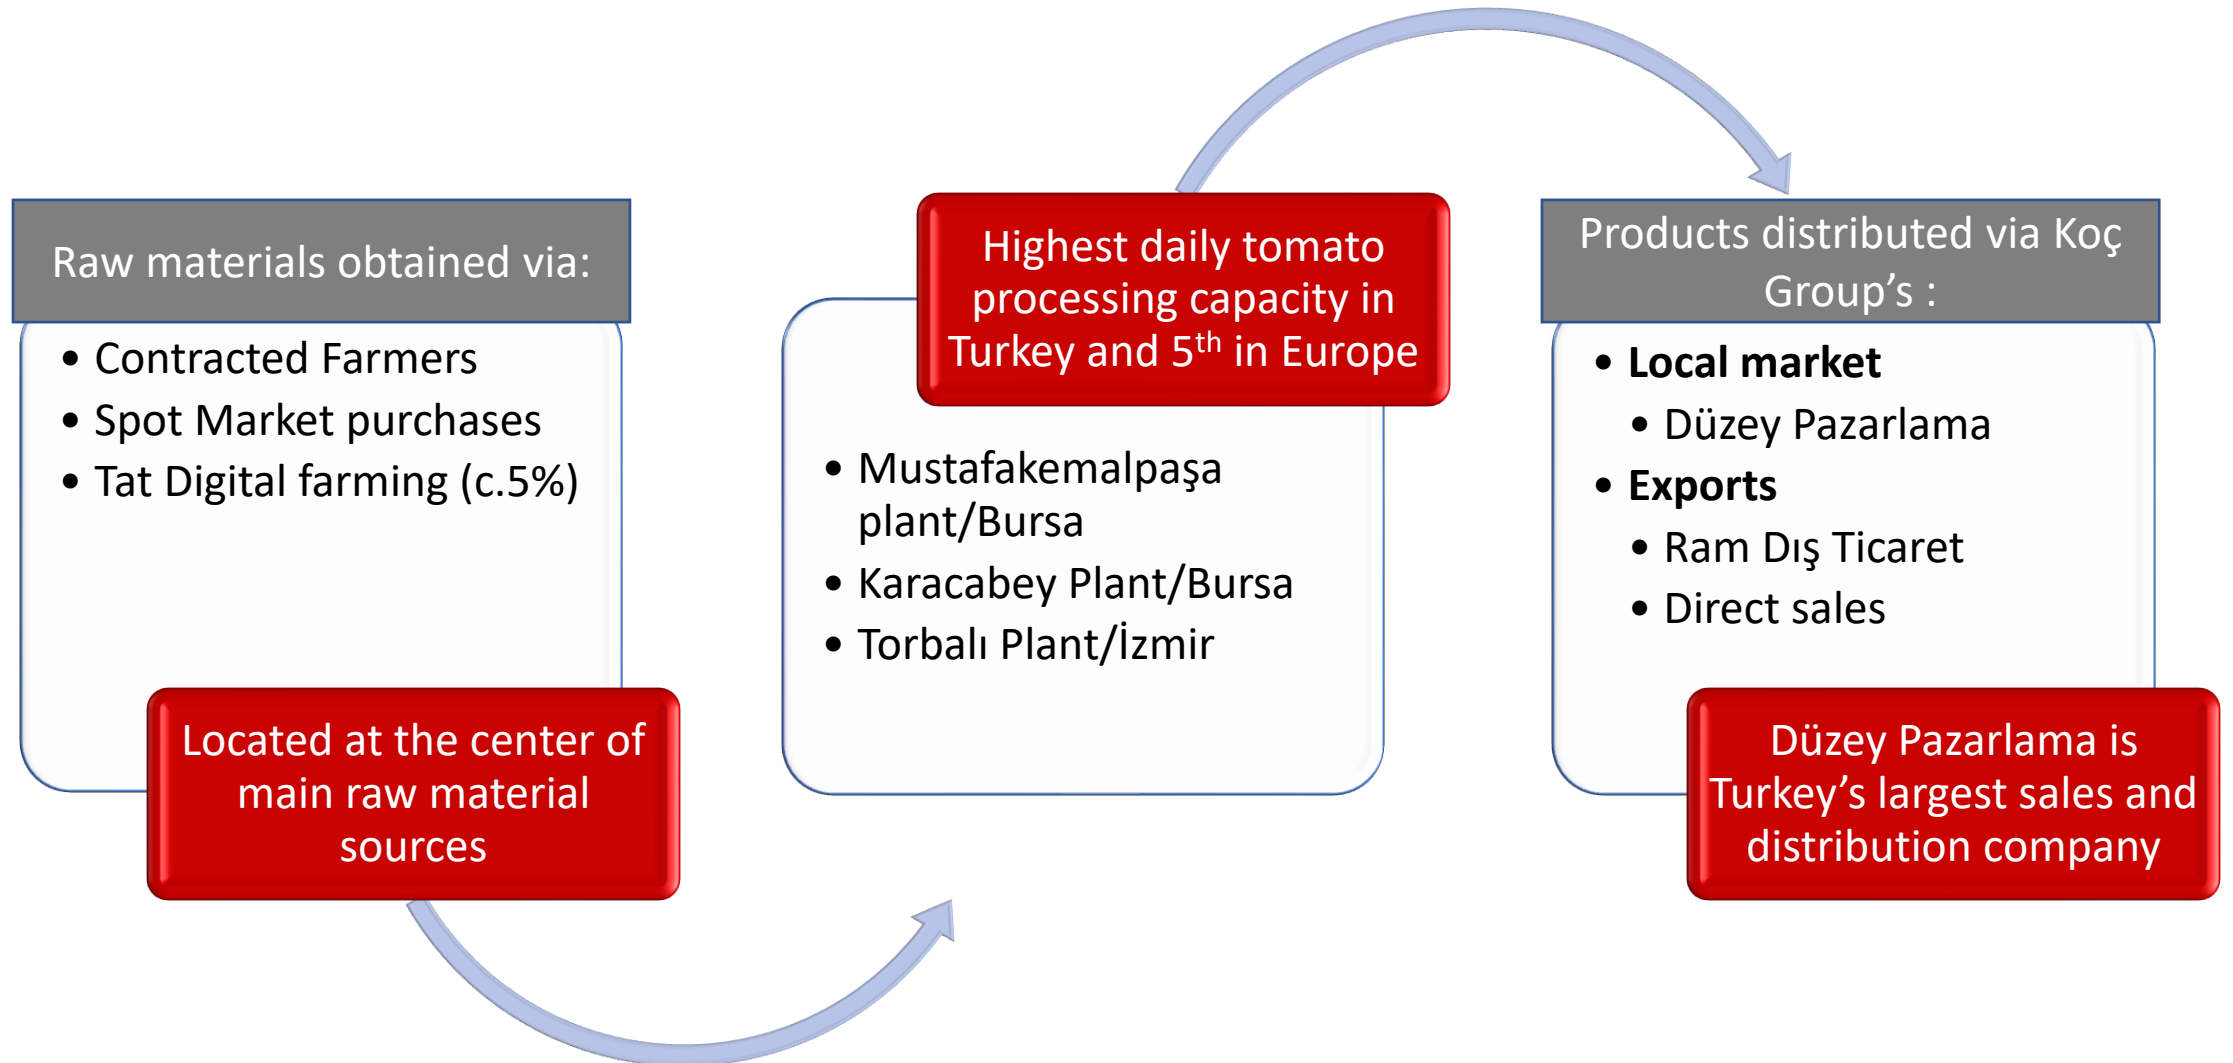 Raw materials obtained via:
• Contracted Farmers
• Spot Market purchases
• Tat Digital farming (c.5%)
Located at the center of
main raw material
sources
Highest daily tomato
processing capacity in
Turkey and 5th in Europe
• Mustafakemalpaşa
plant/Bursa
• Karacabey Plant/Bursa
• Torbalı Plant/İzmir
Products distributed via Koç
Group’s :
• Local market
• Düzey Pazarlama
• Exports
• Ram Dış Ticaret
• Direct sales
Düzey Pazarlama is
Turkey’s largest sales and
distribution company